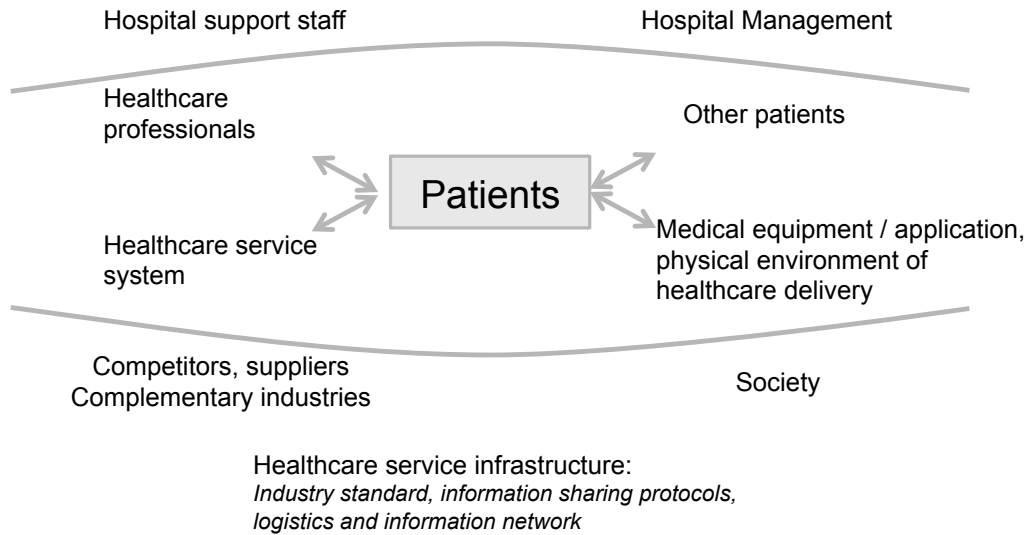 Hospital support staff
Hospital Management
Healthcare
professionals
Other patients
Patients
Healthcare service
system
Medical equipment / application,
physical environment of
healthcare delivery
Competitors, suppliers
Complementary industries
Society
Healthcare service infrastructure:
Industry standard, information sharing protocols,
logistics and information network